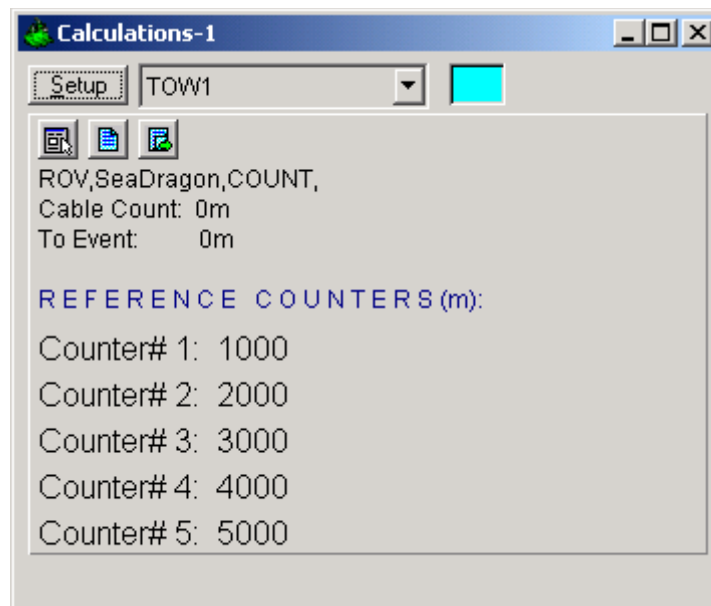 Calculations-1
Setup TOW1
ROV,SeaDragon,COUNT,
Cable Count: 0m
To Event: 0m
REFERENCE COUNTERS(m):
Counter# 1: 1000
Counter# 2: 2000
Counter# 3: 3000
Counter# 4: 4000
Counter# 5: 5000